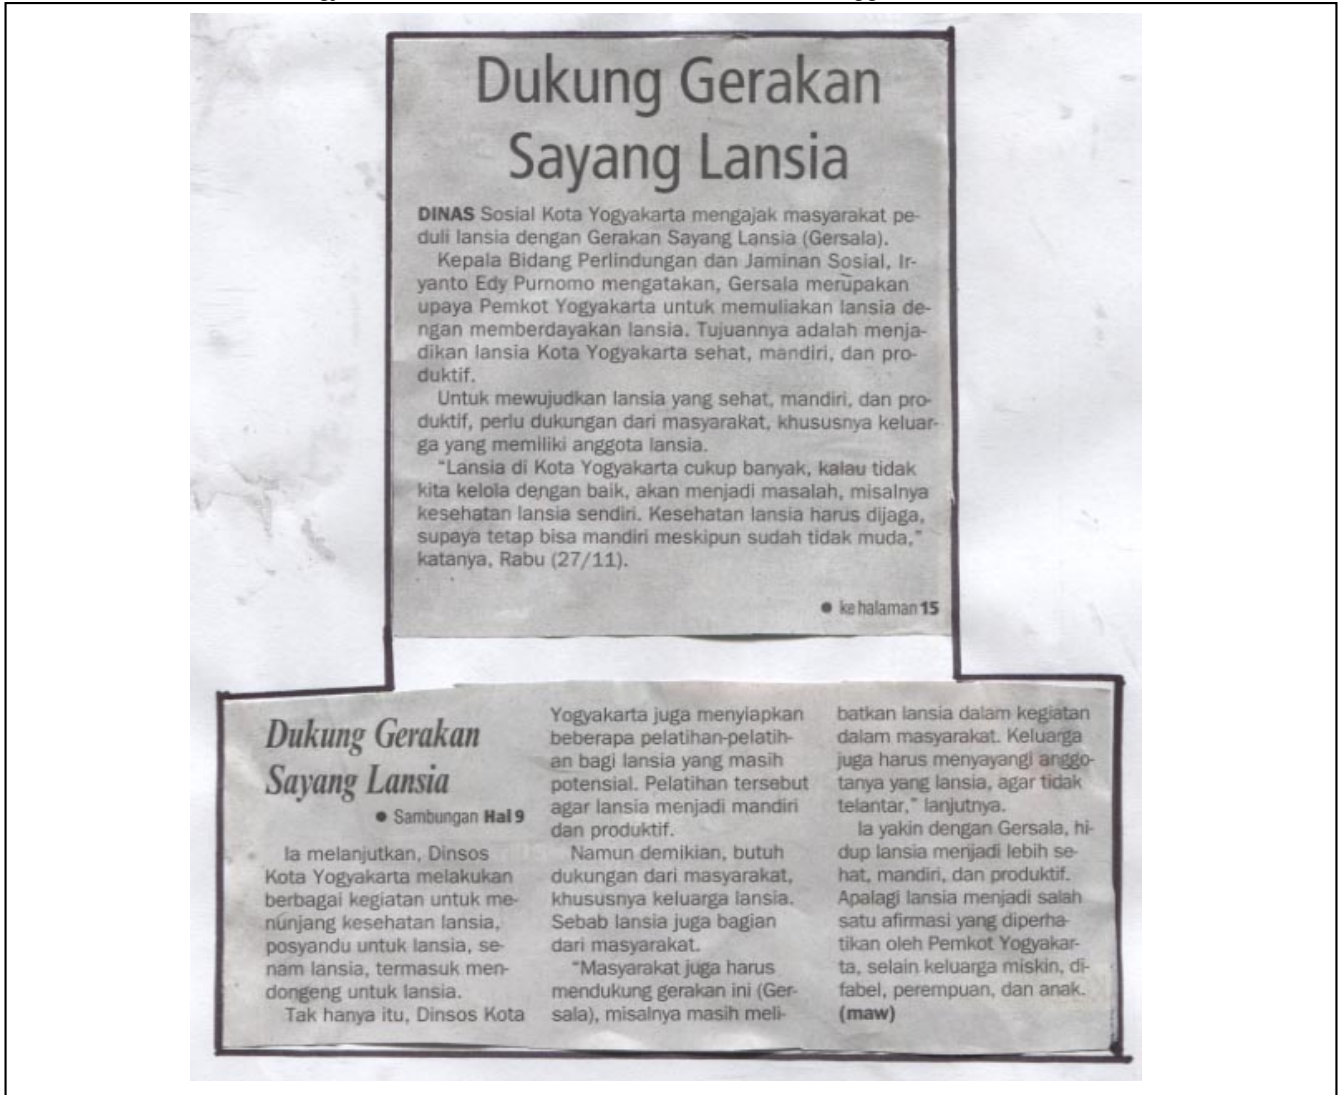 Dukung Gerakan
Sayang Lansia
DINAS Sosial Kota Yogyakarta mengajak masyarakat pe-
duli lansia dengan Gerakan Sayang Lansia (Gersala).
Kepala Bidang Perlindungan dan Jaminan Sosial, Ir-
yanto Edy Purnomo mengatakan, Gersala merupakan
upaya Pemkot Yogyakarta untuk memuliakan lansia de-
ngan memberdayakan lansia. Tujuannya adalah menja-
dikan lansia Kota Yogyakarta sehat, mandiri, dan pro-
duktif.
Untuk mewujudkan lansia yang sehat, mandiri, dan pro-
duktif, perlu dukungan dari masyarakat, khususnya keluar-
ga yang memiliki anggota lansia.
"Lansia di Kota Yogyakarta cukup banyak, kalau tidak
kita kelola dengan baik, akan menjadi masalah, misalnya
kesehatan lansia sendiri. Kesehatan lansia harus dijaga,
supaya tetap bisa mandiri meskipun sudah tidak muda,"
katanya, Rabu (27/11).
● ke halaman 15
Dukung Gerakan
Sayang Lansia
● Sambungan Hal 9
Ia melanjutkan, Dinsos
Kota Yogyakarta melakukan
berbagai kegiatan untuk me-
nunjang kesehatan lansia,
posyandu untuk lansia, se-
nam lansia, termasuk men-
dongeng untuk lansia.
Tak hanya itu, Dinsos Kota
Yogyakarta juga menyiapkan
beberapa pelatihan-pelatih-
an bagi lansia yang masih
potensial. Pelatihan tersebut
agar lansia menjadi mandiri
dan produktif.
Namun demikian, butuh
dukungan dari masyarakat,
khususnya keluarga lansia.
Sebab lansia juga bagian
dari masyarakat.
"Masyarakat juga harus
mendukung gerakan ini (Ger-
sala), misalnya masih meli-
batkan lansia dalam kegiatan
dalam masyarakat. Keluarga
juga harus menyayangi anggo-
tanya yang lansia, agar tidak
telantar," lanjutnya.
Ia yakin dengan Gersala, hi-
dup lansia menjadi lebih se-
hat, mandiri, dan produktif.
Apalagi lansia menjadi salah
satu afirmasi yang diperha-
tikan oleh Pemkot Yogyakar-
ta, selain keluarga miskin, di-
fabel, perempuan, dan anak.
(maw)